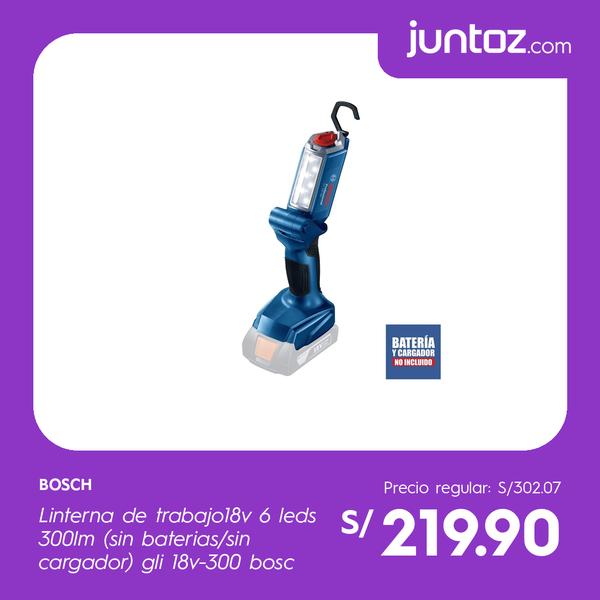 juntoz.com
BATERÍA
Y CARGADOR
NO INCLUIDO
BOSCH
Linterna de trabajo18v 6 leds
300lm (sin baterias/sin
cargador) gli 18v-300 bosc
Precio regular: S/302.07
S/ 219.90